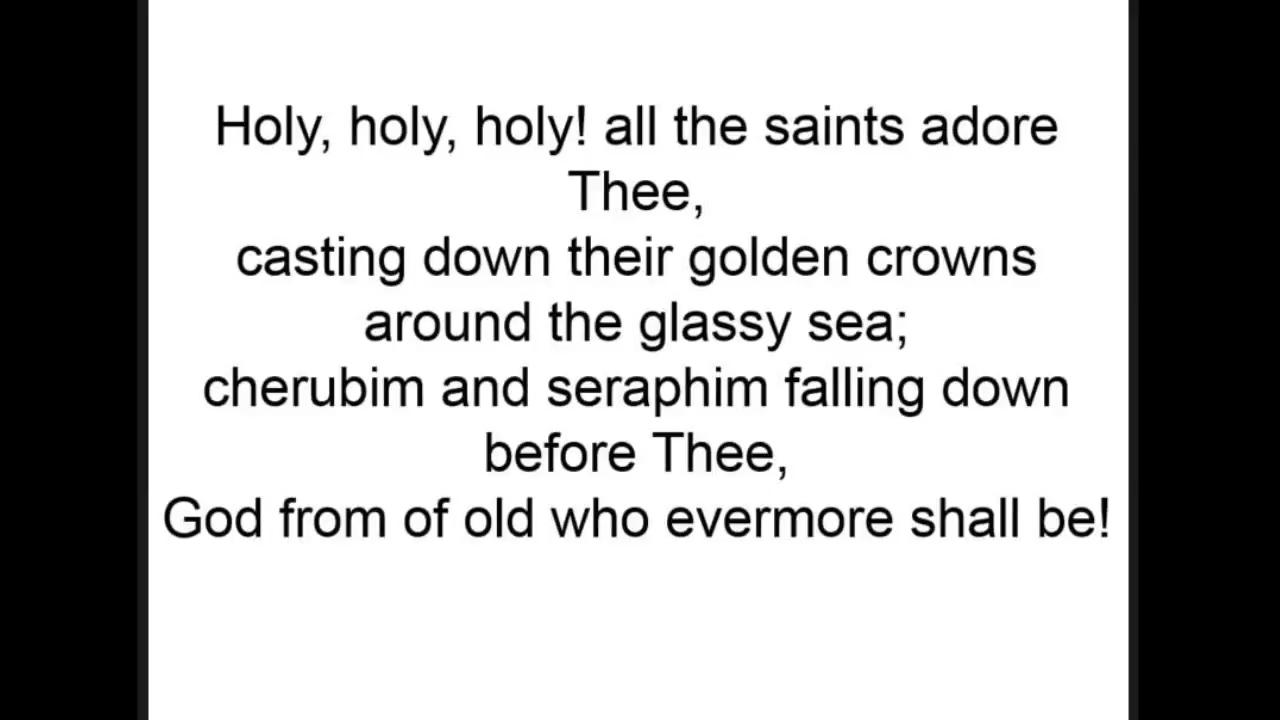 Holy, holy, holy! all the saints adore
Thee,
casting down their golden crowns
around the glassy sea;
cherubim and seraphim falling down
before Thee,
God from of old who evermore shall be!